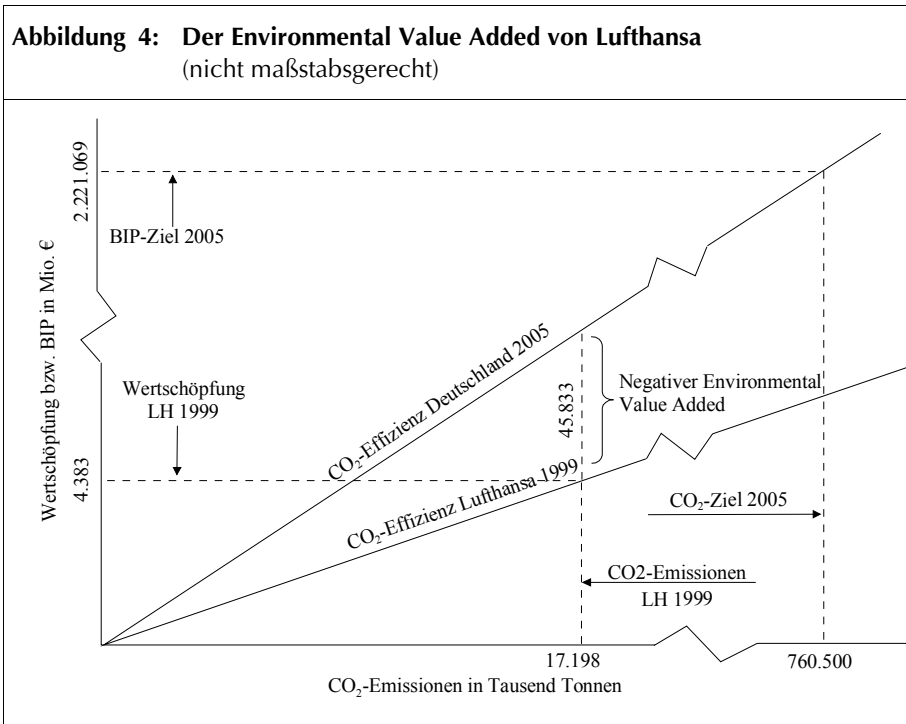 Abbildung 4: Der Environmental Value Added von Lufthansa
(nicht maßstabsgerecht)
Wertschöpfung bzw. BIP in Mio. €
2.221.069
BIP-Ziel 2005
Wertschöpfung
LH 1999
4.383
CO₂-Effizienz Deutschland 2005
CO₂-Effizienz Lufthansa 1999
45.833
Negativer Environmental
Value Added
CO₂-Ziel 2005
CO2-Emissionen
LH 1999
17.198
760.500
CO₂-Emissionen in Tausend Tonnen